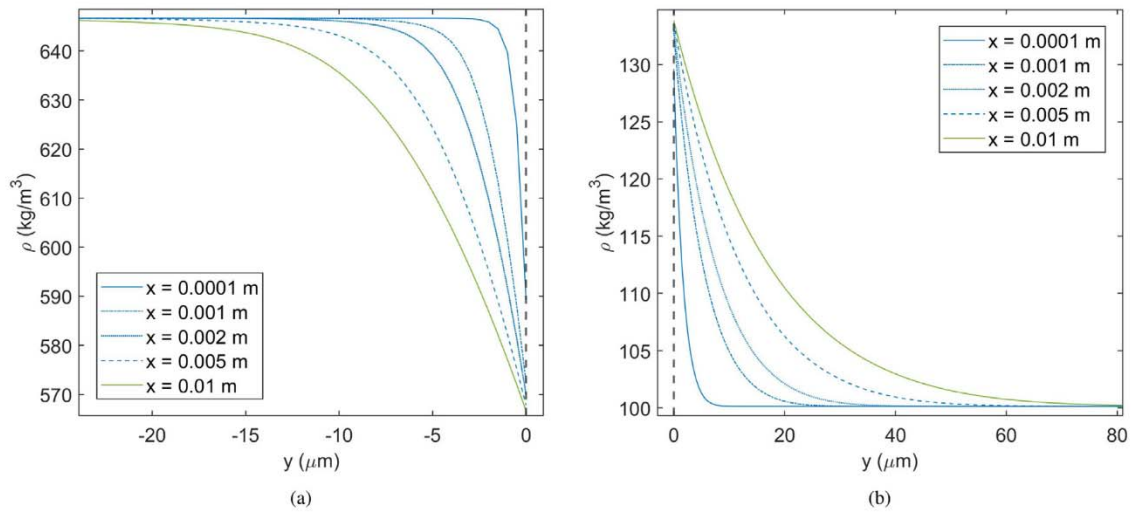 640
630
620
610
600
590
580
570
ρ (kg/m³)
x = 0.0001 m
x = 0.001 m
x = 0.002 m
x = 0.005 m
x = 0.01 m
-20
-15
-10
-5
0
y (μm)
(a)
130
125
120
115
110
105
100
ρ (kg/m³)
x = 0.0001 m
x = 0.001 m
x = 0.002 m
x = 0.005 m
x = 0.01 m
0
20
40
60
80
y (μm)
(b)